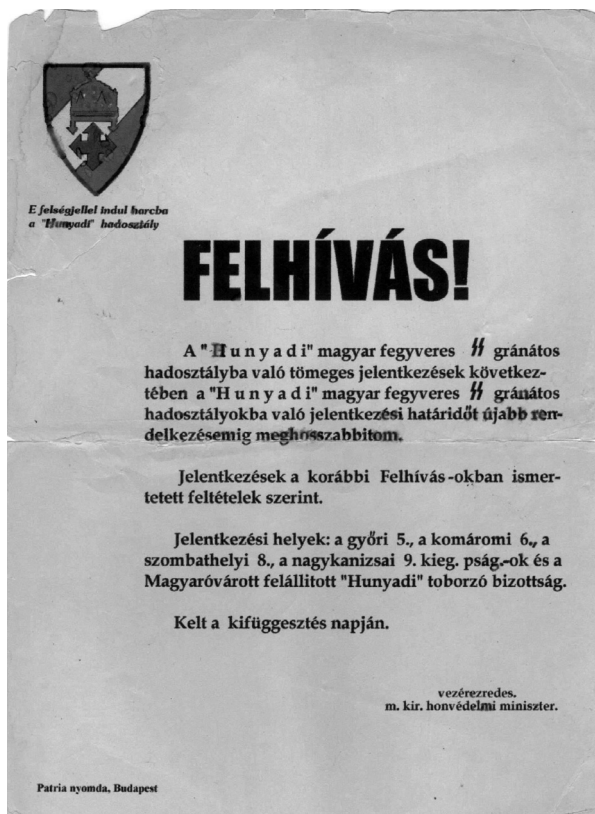 E felségjellel indul harcba
a "Hunyadi" hadosztály
FELHÍVÁS!
A "H u n y a d i" magyar fegyveres ᛋᛋ gránátos
hadosztályba való tömeges jelentkezések következ-
tében a "H u n y a d i" magyar fegyveres ᛋᛋ gránátos
hadosztályokba való jelentkezési határidőt újabb ren-
delkezésemig meghosszabbitom.
Jelentkezések a korábbi Felhívás-okban ismer-
tetett feltételek szerint.
Jelentkezési helyek: a győri 5., a komáromi 6., a
szombathelyi 8., a nagykanizsai 9. kieg. pság.-ok és a
Magyaróvárott felállitott "Hunyadi" toborzó bizottság.
Kelt a kifüggesztés napján.
vezérezredes.
m. kir. honvédelmi miniszter.
Patria nyomda, Budapest